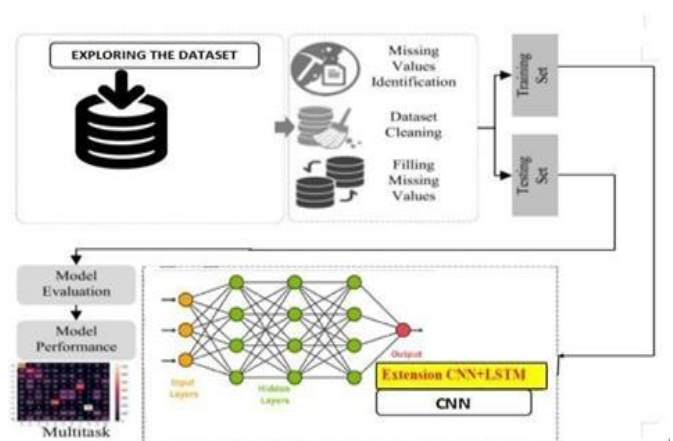 EXPLORING THE DATASET
Missing
Values
Identification
Dataset
Cleaning
Filling
Missing
Values
Training
Set
Testing
Set
Model
Evaluation
Model
Performance
Multitask
Input
Layers
Hidden
Layers
Output
Extension CNN+LSTM
CNN